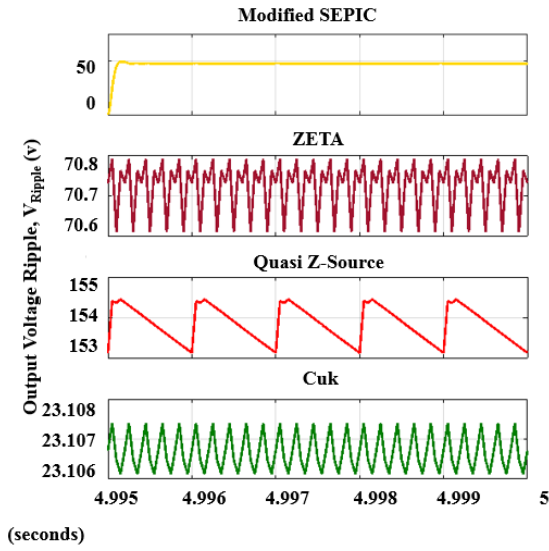 Modified SEPIC
50
0
ZETA
70.8
70.7
70.6
Output Voltage Ripple, VRipple (v)
Quasi Z-Source
155
154
153
Cuk
23.108
23.107
23.106
4.995 4.996 4.997 4.998 4.999 5
(seconds)